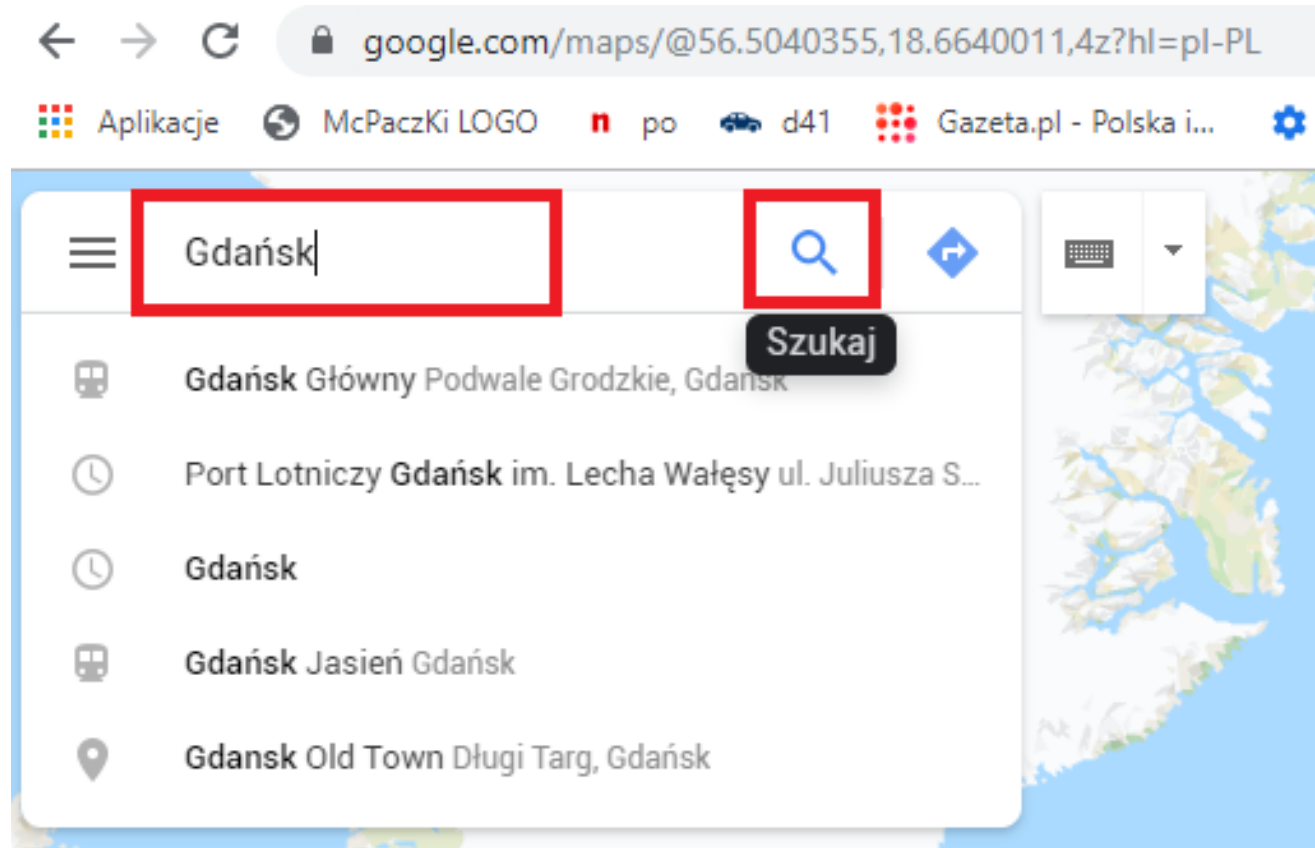 google.com/maps/@56.5040355,18.6640011,4z?hl=pl-PL
Aplikacje McPaczKi LOGO n po d41 Gazeta.pl - Polska i...
Gdańsk
Szukaj
Gdańsk Główny Podwale Grodzkie, Gdańsk
Port Lotniczy Gdańsk im. Lecha Wałęsy ul. Juliusza S...
Gdańsk
Gdańsk Jasień Gdańsk
Gdansk Old Town Długi Targ, Gdańsk